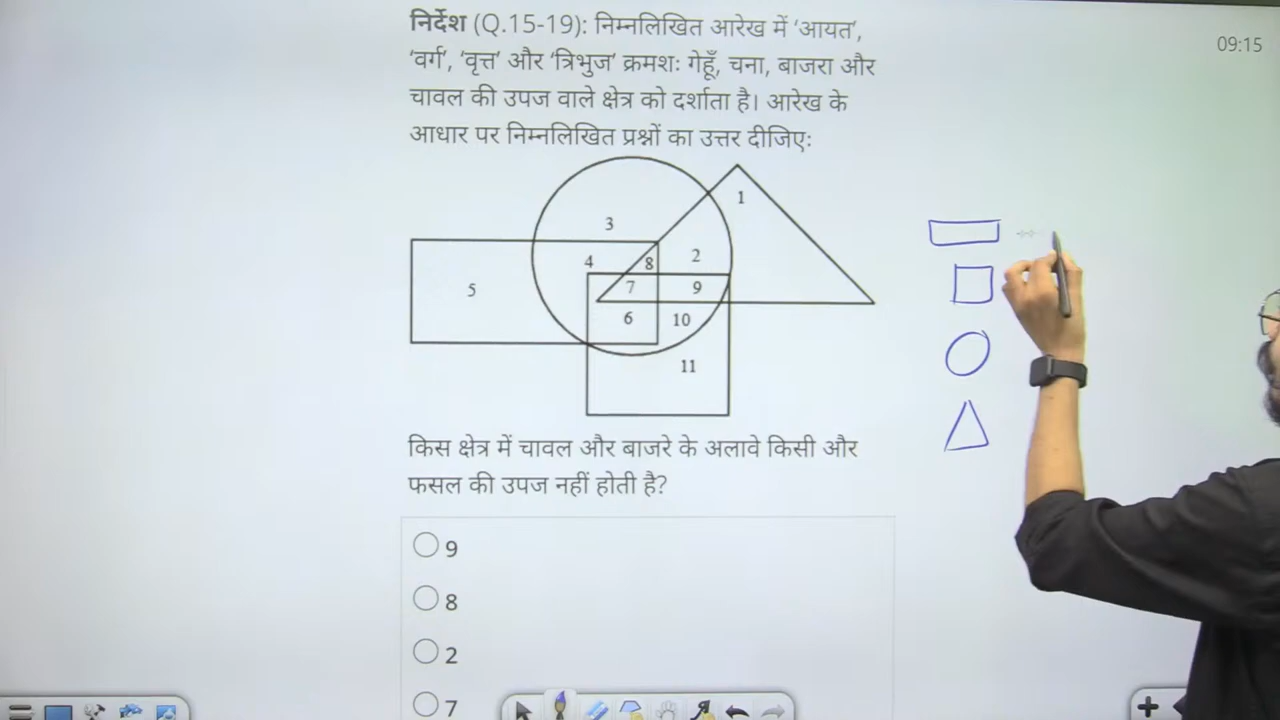 निर्देश (Q.15-19): निम्नलिखित आरेख में 'आयत',
09:15
'वर्ग', 'वृत्त' और 'त्रिभुज' क्रमशः गेहूँ, चना, बाजरा और
चावल की उपज वाले क्षेत्र को दर्शाता है। आरेख के
आधार पर निम्नलिखित प्रश्नों का उत्तर दीजिएः
1
3
2
4
8
5
7
9
6
10
11
किस क्षेत्र में चावल और बाजरे के अलावे किसी और
फसल की उपज नहीं होती है?
9
8
2
7